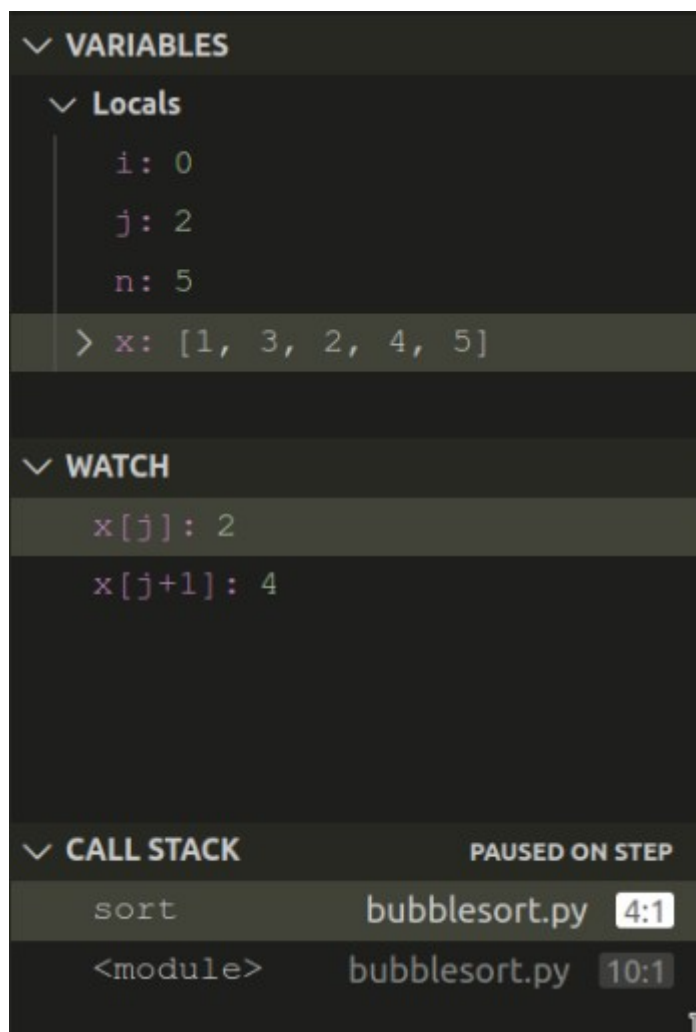 VARIABLES
Locals
i: 0
j: 2
n: 5
x: [1, 3, 2, 4, 5]
WATCH
x[j]: 2
x[j+1]: 4
CALL STACK PAUSED ON STEP
sort bubblesort.py 4:1
<module> bubblesort.py 10:1